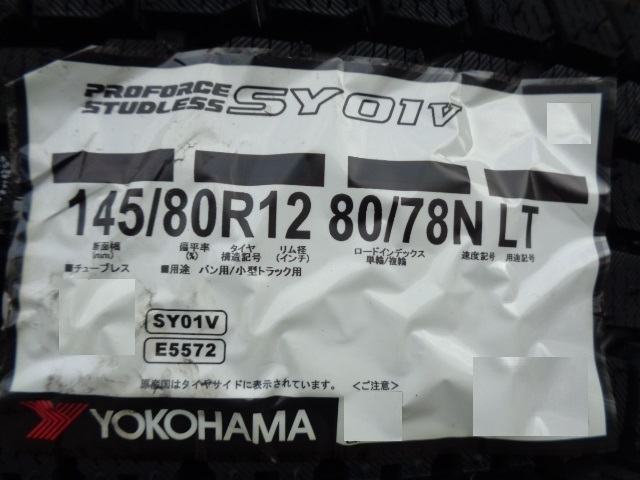 PROFORCE
STUDLESS SY01V
145/80R12 80/78N LT
断面幅(mm) 偏平率(%) タイヤ構造記号 リム径(インチ) ロードインデックス単輪/複輪 速度記号 用途記号
■チューブレス ■用途 バン用/小型トラック用
SY01V
E5572
原産国はタイヤサイドに表示されています。 <ご注意>
YOKOHAMA